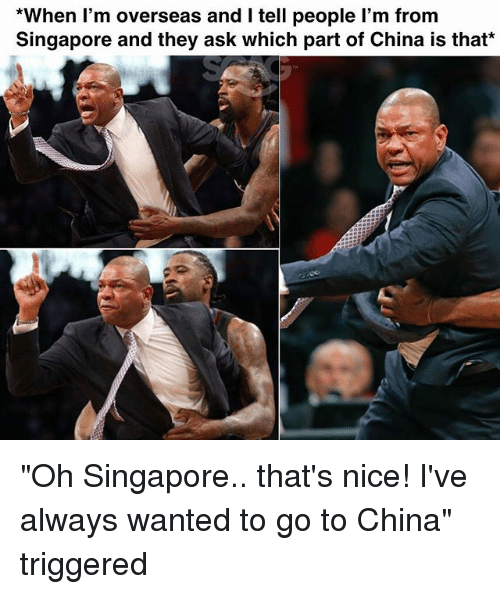 *When I'm overseas and I tell people I'm from
Singapore and they ask which part of China is that*
SGAG
"Oh Singapore.. that's nice! I've
always wanted to go to China"
triggered